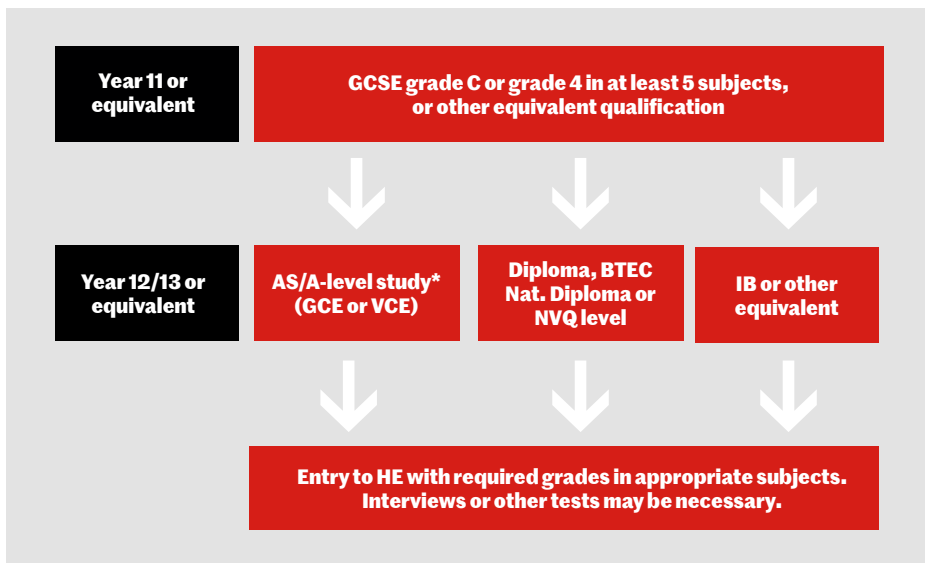 Year 11 or
equivalent
GCSE grade C or grade 4 in at least 5 subjects,
or other equivalent qualification
Year 12/13 or
equivalent
AS/A-level study*
(GCE or VCE)
Diploma, BTEC
Nat. Diploma or
NVQ level
IB or other
equivalent
Entry to HE with required grades in appropriate subjects.
Interviews or other tests may be necessary.